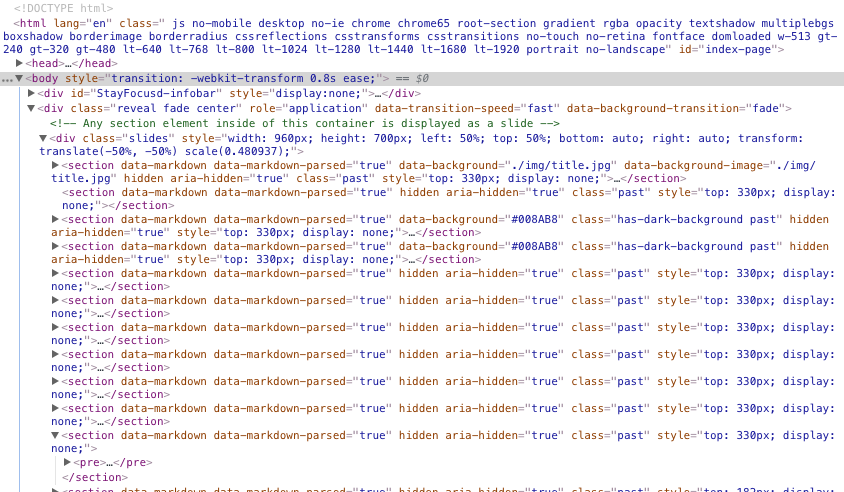 <!DOCTYPE html>
<html lang="en" class=" js no-mobile desktop no-ie chrome chrome65 root-section gradient rgba opacity textshadow multiplebgs
boxshadow borderimage borderradius cssreflections csstransforms csstransitions no-touch no-retina fontface domloaded w-513 gt-
240 gt-320 gt-480 lt-640 lt-768 lt-800 lt-1024 lt-1280 lt-1440 lt-1680 lt-1920 portrait no-landscape" id="index-page">
▶<head>…</head>
…▼<body style="transition: -webkit-transform 0.8s ease;"> == $0
▶<div id="StayFocusd-infobar" style="display:none;">…</div>
▼<div class="reveal fade center" role="application" data-transition-speed="fast" data-background-transition="fade">
<!-- Any section element inside of this container is displayed as a slide -->
▼<div class="slides" style="width: 960px; height: 700px; left: 50%; top: 50%; bottom: auto; right: auto; transform:
translate(-50%, -50%) scale(0.480937);">
▶<section data-markdown data-markdown-parsed="true" data-background="./img/title.jpg" data-background-image="./img/
title.jpg" hidden aria-hidden="true" class="past" style="top: 330px; display: none;">…</section>
<section data-markdown data-markdown-parsed="true" hidden aria-hidden="true" class="past" style="top: 330px; display:
none;"></section>
▶<section data-markdown data-markdown-parsed="true" data-background="#008AB8" class="has-dark-background past" hidden
aria-hidden="true" style="top: 330px; display: none;">…</section>
▶<section data-markdown data-markdown-parsed="true" data-background="#008AB8" class="has-dark-background past" hidden
aria-hidden="true" style="top: 330px; display: none;">…</section>
▶<section data-markdown data-markdown-parsed="true" hidden aria-hidden="true" class="past" style="top: 330px; display:
none;">…</section>
▶<section data-markdown data-markdown-parsed="true" hidden aria-hidden="true" class="past" style="top: 330px; display:
none;">…</section>
▶<section data-markdown data-markdown-parsed="true" hidden aria-hidden="true" class="past" style="top: 330px; display:
none;">…</section>
▶<section data-markdown data-markdown-parsed="true" hidden aria-hidden="true" class="past" style="top: 330px; display:
none;">…</section>
▶<section data-markdown data-markdown-parsed="true" hidden aria-hidden="true" class="past" style="top: 330px; display:
none;">…</section>
▶<section data-markdown data-markdown-parsed="true" hidden aria-hidden="true" class="past" style="top: 330px; display:
none;">…</section>
▼<section data-markdown data-markdown-parsed="true" hidden aria-hidden="true" class="past" style="top: 330px; display:
none;">
▶<pre>…</pre>
</section>
▶<section data-markdown data-markdown-parsed="true" hidden aria-hidden="true" class="past" style="top: 182px; display: